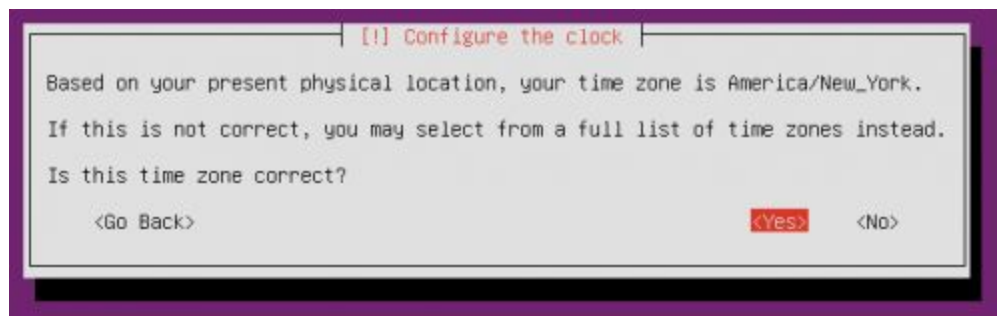 [!] Configure the clock
Based on your present physical location, your time zone is America/New_York.
If this is not correct, you may select from a full list of time zones instead.
Is this time zone correct?
<Go Back> <Yes> <No>